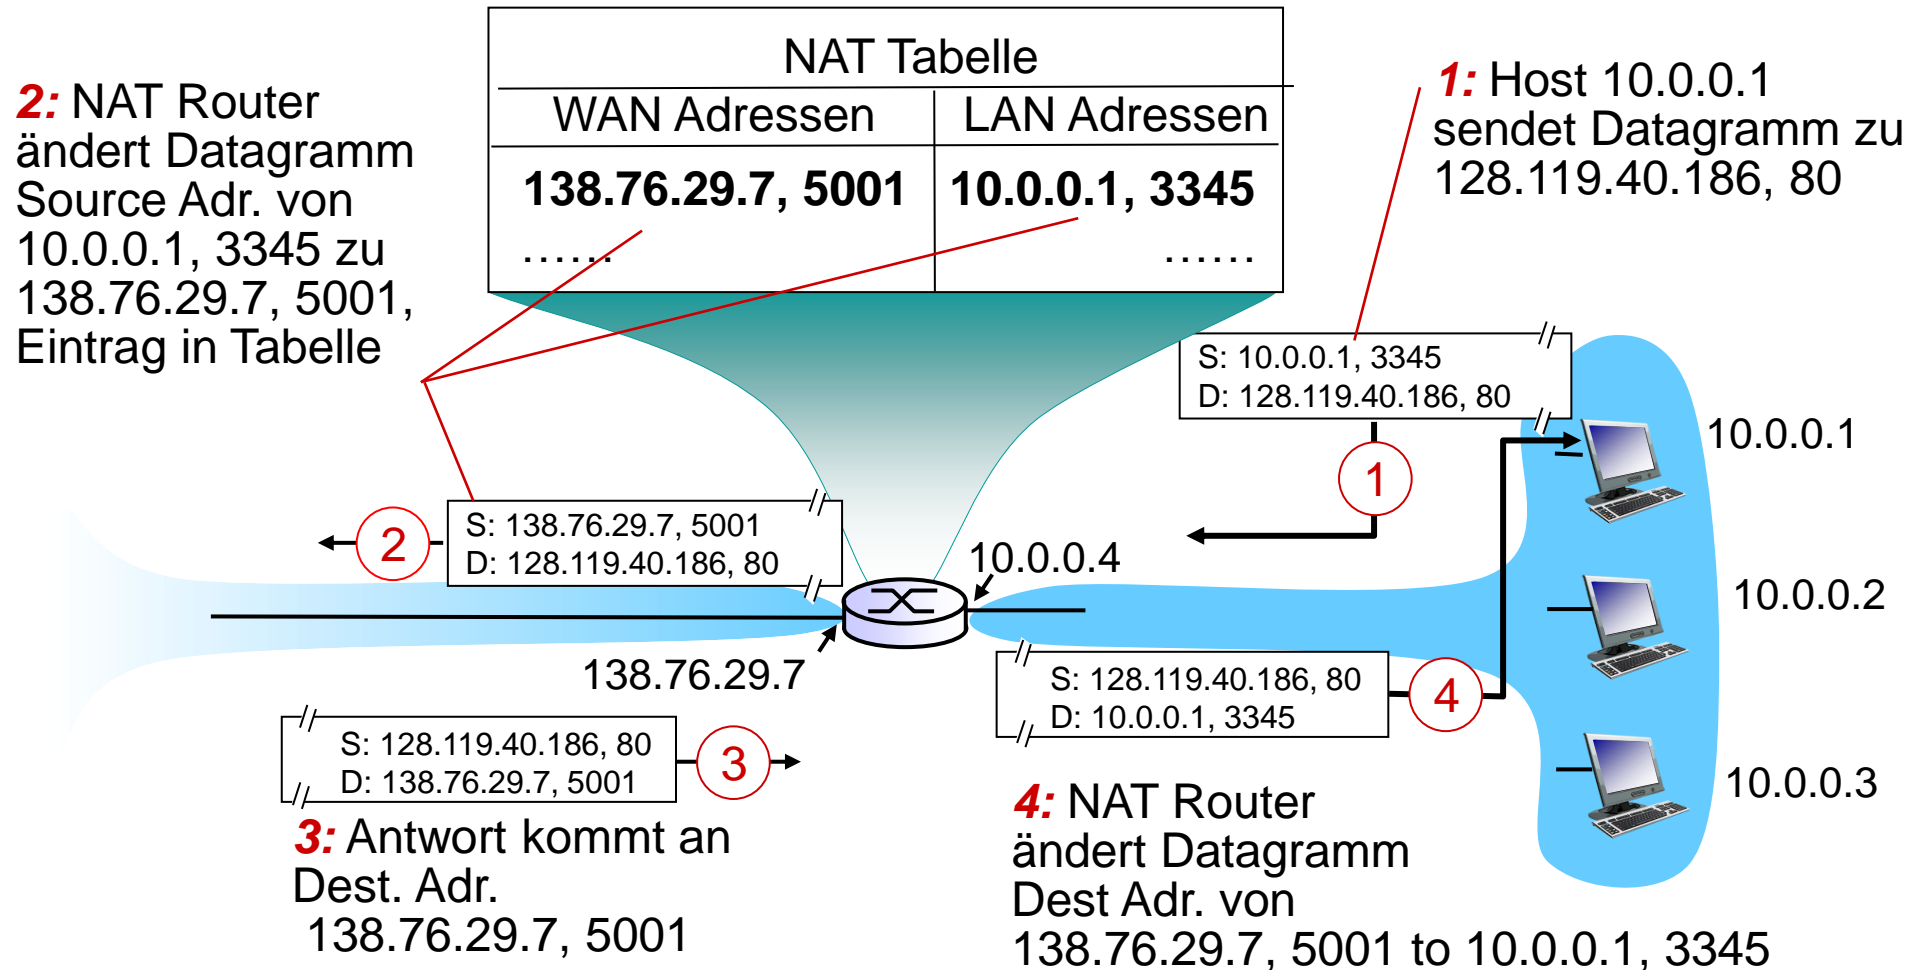 NAT Tabelle
WAN Adressen
LAN Adressen
138.76.29.7, 5001
10.0.0.1, 3345
......
......
2: NAT Router
ändert Datagramm
Source Adr. von
10.0.0.1, 3345 zu
138.76.29.7, 5001,
Eintrag in Tabelle
1: Host 10.0.0.1
sendet Datagramm zu
128.119.40.186, 80
S: 10.0.0.1, 3345
D: 128.119.40.186, 80
1
10.0.0.1
S: 138.76.29.7, 5001
D: 128.119.40.186, 80
2
10.0.0.4
10.0.0.2
138.76.29.7
S: 128.119.40.186, 80
D: 10.0.0.1, 3345
4
S: 128.119.40.186, 80
D: 138.76.29.7, 5001
3
10.0.0.3
3: Antwort kommt an
Dest. Adr.
138.76.29.7, 5001
4: NAT Router
ändert Datagramm
Dest Adr. von
138.76.29.7, 5001 to 10.0.0.1, 3345